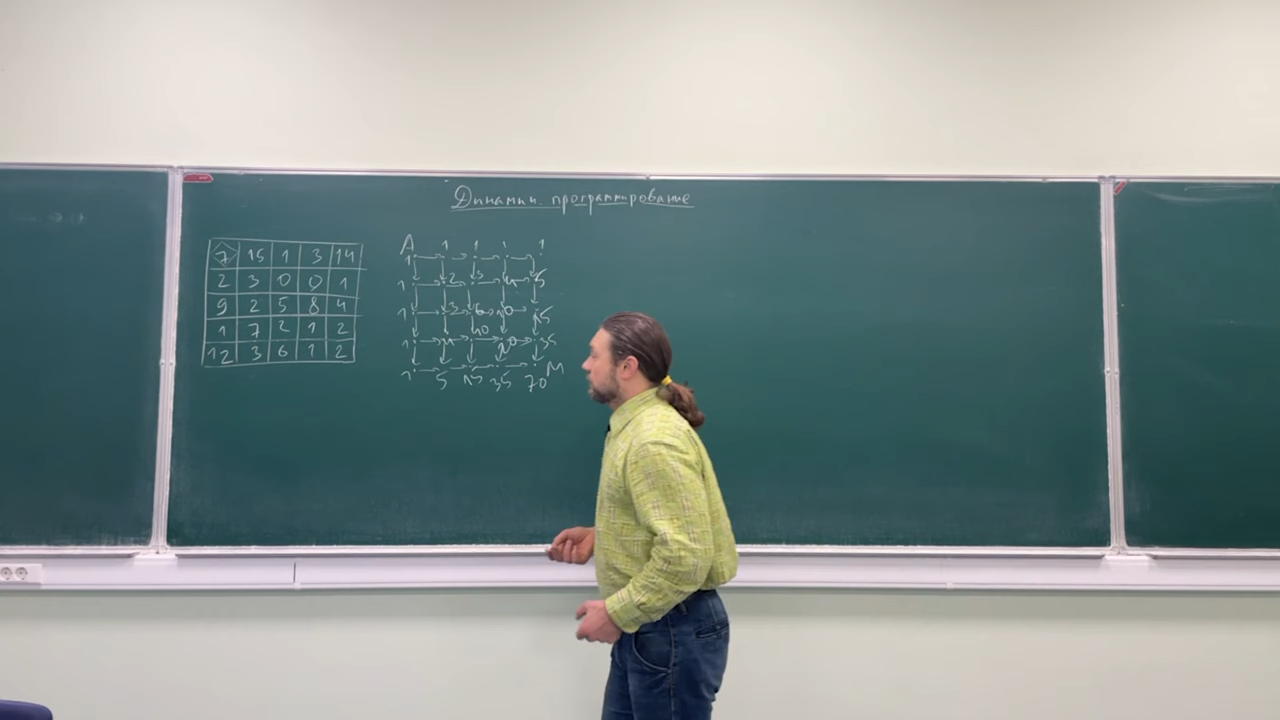 Динамич. программирование
7 15 1 3 14
2 3 0 0 1
9 2 5 8 4
1 7 2 1 2
12 3 6 1 2
A 1 1 1 1
1
1 2 3 4 5
1 3 6 10 15
1 4 10 20 35
1 5 15 35 70 M